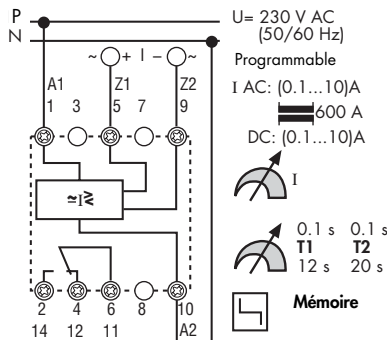 P
N
U= 230 V AC
(50/60 Hz)
~ + I – ~
Programmable
A1 Z1 Z2
1 3 5 7 9
I AC: (0.1...10)A
600 A
DC: (0.1...10)A
≃I≷
I
0.1 s 0.1 s
T1 T2
12 s 20 s
2 4 6 8 10
14 12 11 A2
Mémoire